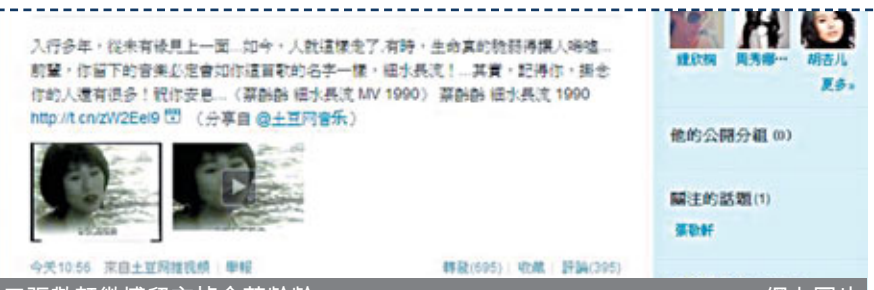 入行多年，從未有緣見上一面...如今，人就這樣走了.有時，生命真的脆弱得讓人唏噓...
前輩，你留下的音樂必定會如你這首歌的名字一樣，細水長流！...其實，記得你，掛念
你的人還有很多！祝你安息...（蔡齡齡 細水長流 MV 1990） 蔡齡齡 細水長流 1990
http://t.cn/zW2Eel9 （分享自 @土豆网音乐）
今天10:56 來自土豆网推视频 | 舉報
轉發(695) | 收藏 | 評論(395)
鍾欣桐 周秀娜… 胡杏儿
更多»
他的公開分組 (0)
關注的話題(1)
張敬軒